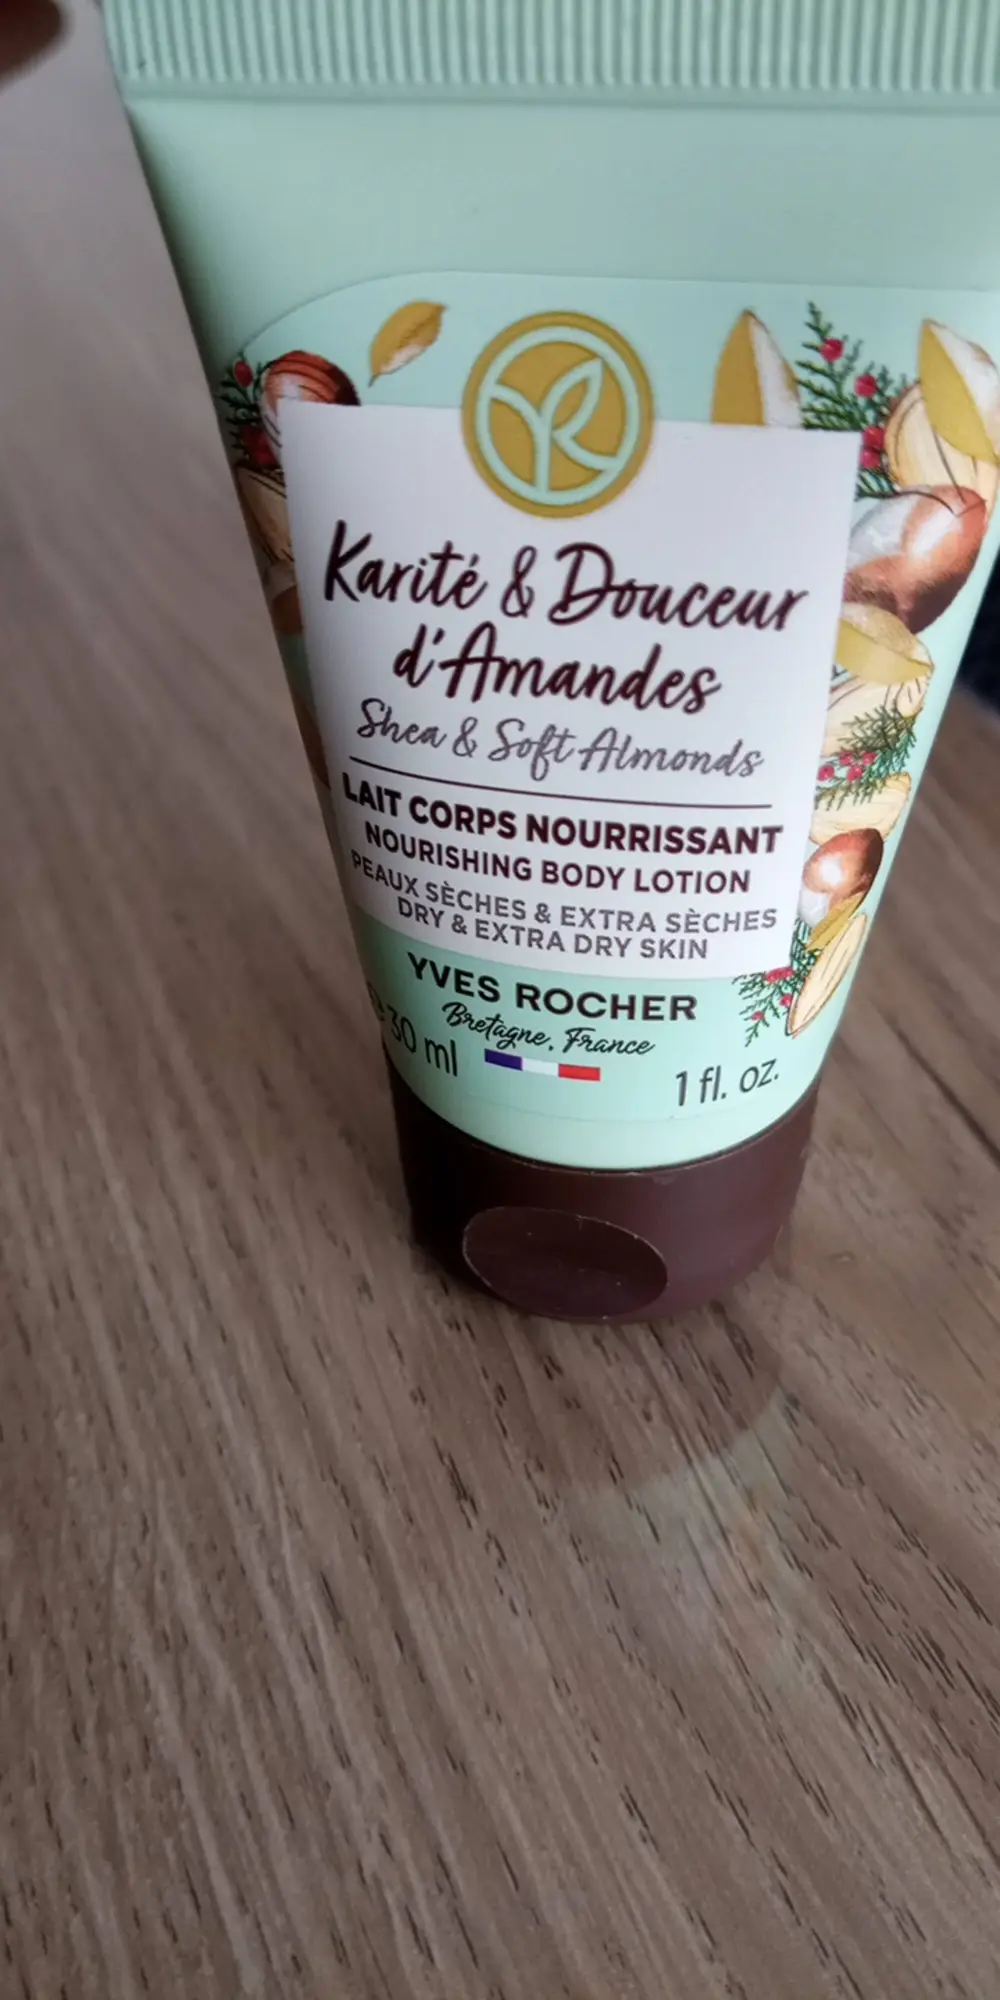 Karité & Douceur
d'Amandes
Shea & Soft Almonds
LAIT CORPS NOURRISSANT
NOURISHING BODY LOTION
PEAUX SÈCHES & EXTRA SÈCHES
DRY & EXTRA DRY SKIN
YVES ROCHER
Bretagne, France
℮ 30 ml 1 fl. oz.